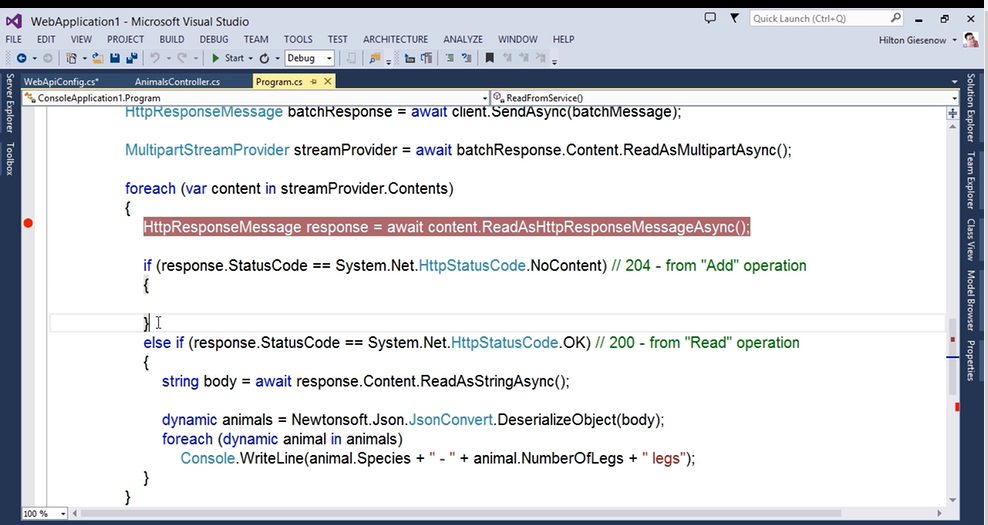 WebApplication1 - Microsoft Visual Studio
Quick Launch (Ctrl+Q)
FILE EDIT VIEW PROJECT BUILD DEBUG TEAM TOOLS TEST ARCHITECTURE ANALYZE WINDOW HELP
Hilton Giesenow
Start
Debug
Server Explorer
Toolbox
WebApiConfig.cs* AnimalsController.cs Program.cs
ConsoleApplication1.Program ReadFromService()
HttpResponseMessage batchResponse = await client.SendAsync(batchMessage);
MultipartStreamProvider streamProvider = await batchResponse.Content.ReadAsMultipartAsync();
foreach (var content in streamProvider.Contents)
{
HttpResponseMessage response = await content.ReadAsHttpResponseMessageAsync();
if (response.StatusCode == System.Net.HttpStatusCode.NoContent) // 204 - from "Add" operation
{
}
else if (response.StatusCode == System.Net.HttpStatusCode.OK) // 200 - from "Read" operation
{
string body = await response.Content.ReadAsStringAsync();
dynamic animals = Newtonsoft.Json.JsonConvert.DeserializeObject(body);
foreach (dynamic animal in animals)
Console.WriteLine(animal.Species + " - " + animal.NumberOfLegs + " legs");
}
}
100 %
Solution Explorer
Team Explorer
Class View
Model Browser
Properties